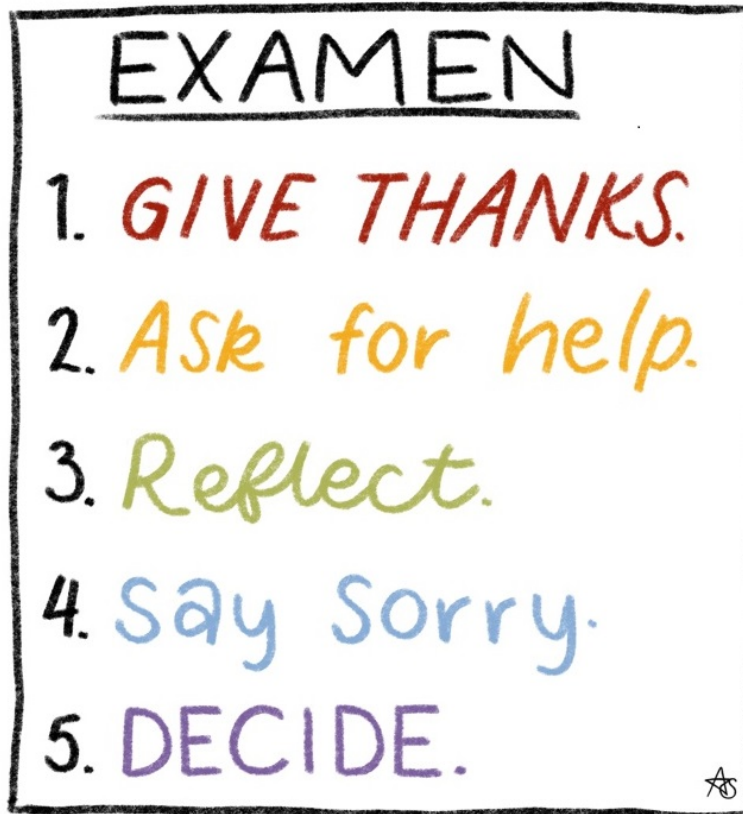 EXAMEN
1. GIVE THANKS.
2. Ask for help.
3. Reflect.
4. Say Sorry.
5. DECIDE.